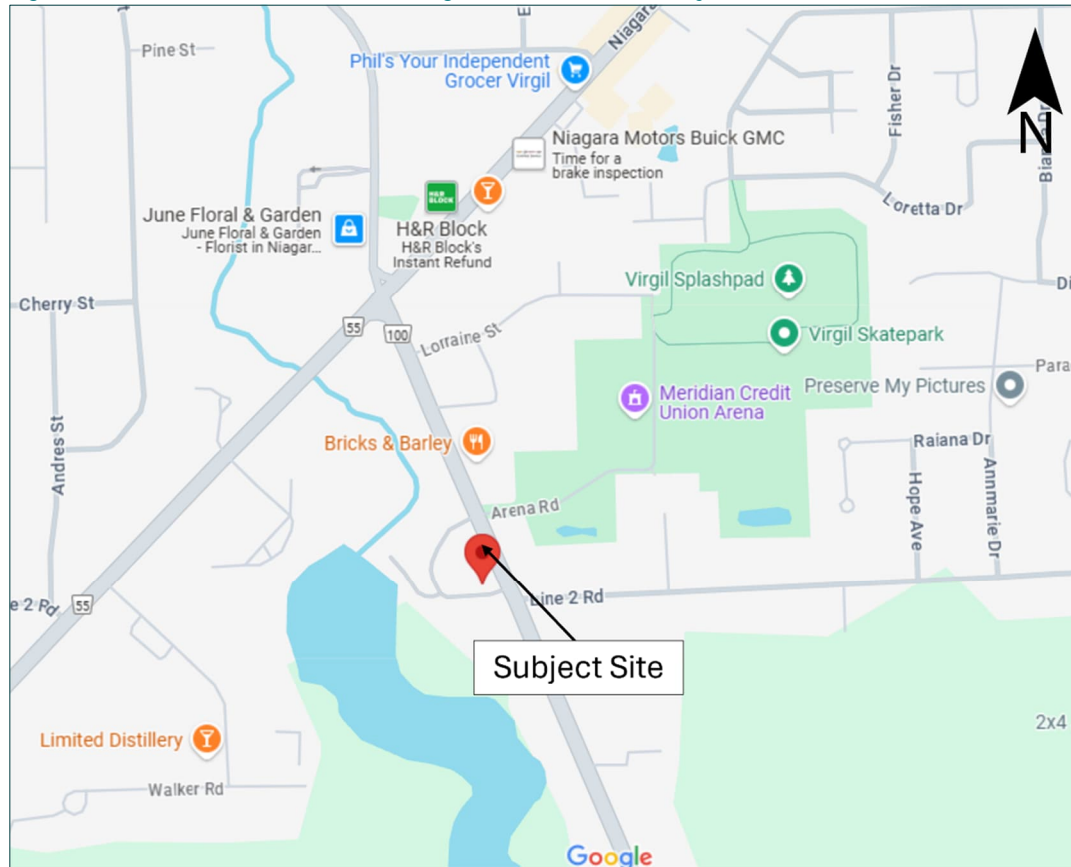 Pine St
Niagara
Phil's Your Independent
Grocer Virgil
Niagara Motors Buick GMC
Time for a
brake inspection
Fisher Dr
N
Loretta Dr
June Floral & Garden
June Floral & Garden
- Florist in Niagar...
H&R
BLOCK
H&R Block
H&R Block's
Instant Refund
Virgil Splashpad
Cherry St
55
100
Lorraine St
Virgil Skatepark
Para
Meridian Credit
Union Arena
Preserve My Pictures
Andres St
Bricks & Barley
Raiana Dr
Hope Ave
Annmarie Dr
Arena Rd
e 2 Rd
55
Line 2 Rd
Subject Site
Limited Distillery
2x4
Walker Rd
Google